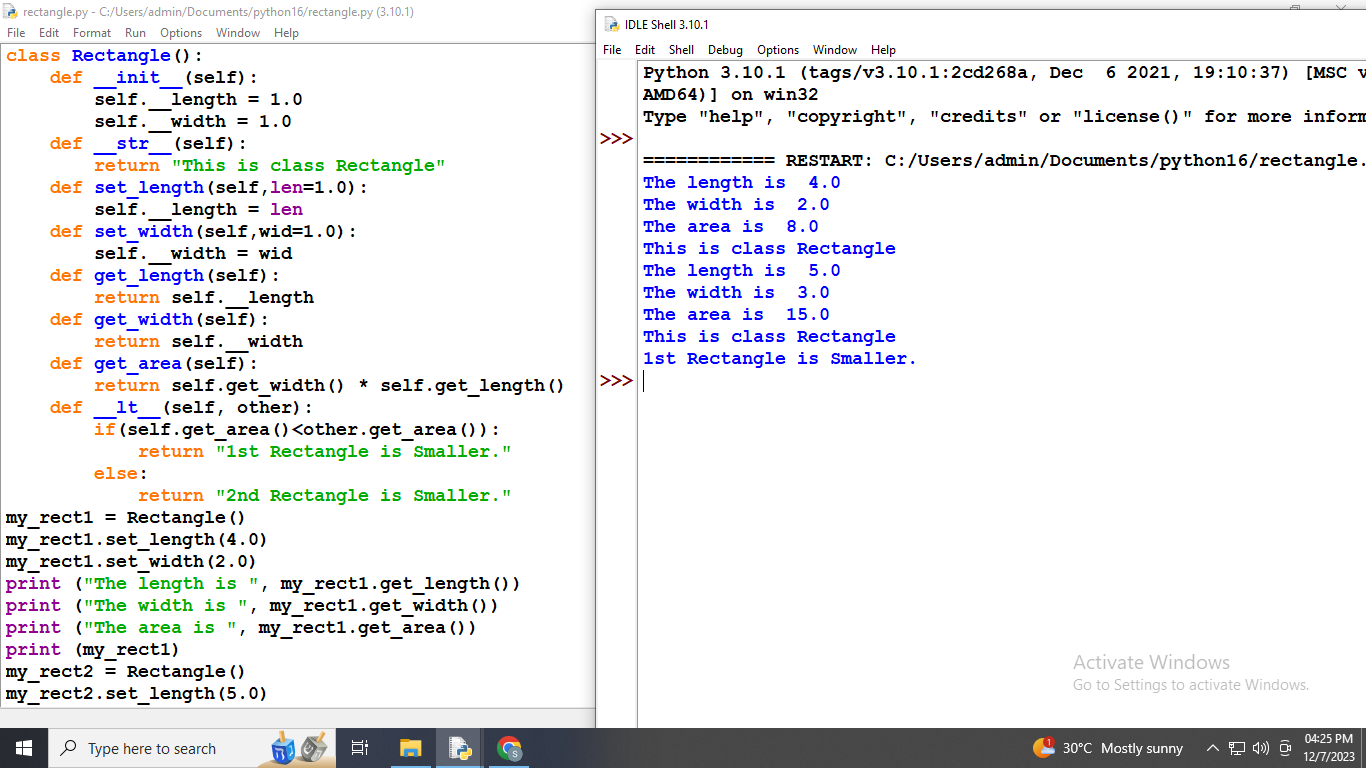 rectangle.py - C:/Users/admin/Documents/python16/rectangle.py (3.10.1)
File Edit Format Run Options Window Help
class Rectangle():
    def __init__(self):
        self.__length = 1.0
        self.__width = 1.0
    def __str__(self):
        return "This is class Rectangle"
    def set_length(self,len=1.0):
        self.__length = len
    def set_width(self,wid=1.0):
        self.__width = wid
    def get_length(self):
        return self.__length
    def get_width(self):
        return self.__width
    def get_area(self):
        return self.get_width() * self.get_length()
    def __lt__(self, other):
        if(self.get_area()<other.get_area()):
            return "1st Rectangle is Smaller."
        else:
            return "2nd Rectangle is Smaller."
my_rect1 = Rectangle()
my_rect1.set_length(4.0)
my_rect1.set_width(2.0)
print ("The length is ", my_rect1.get_length())
print ("The width is ", my_rect1.get_width())
print ("The area is ", my_rect1.get_area())
print (my_rect1)
my_rect2 = Rectangle()
my_rect2.set_length(5.0)
IDLE Shell 3.10.1
File Edit Shell Debug Options Window Help
Python 3.10.1 (tags/v3.10.1:2cd268a, Dec  6 2021, 19:10:37) [MSC v
AMD64)] on win32
Type "help", "copyright", "credits" or "license()" for more inform
>>>
============ RESTART: C:/Users/admin/Documents/python16/rectangle.
The length is  4.0
The width is  2.0
The area is  8.0
This is class Rectangle
The length is  5.0
The width is  3.0
The area is  15.0
This is class Rectangle
1st Rectangle is Smaller.
>>>
Activate Windows
Go to Settings to activate Windows.
Type here to search
1
30°C Mostly sunny
04:25 PM
12/7/2023